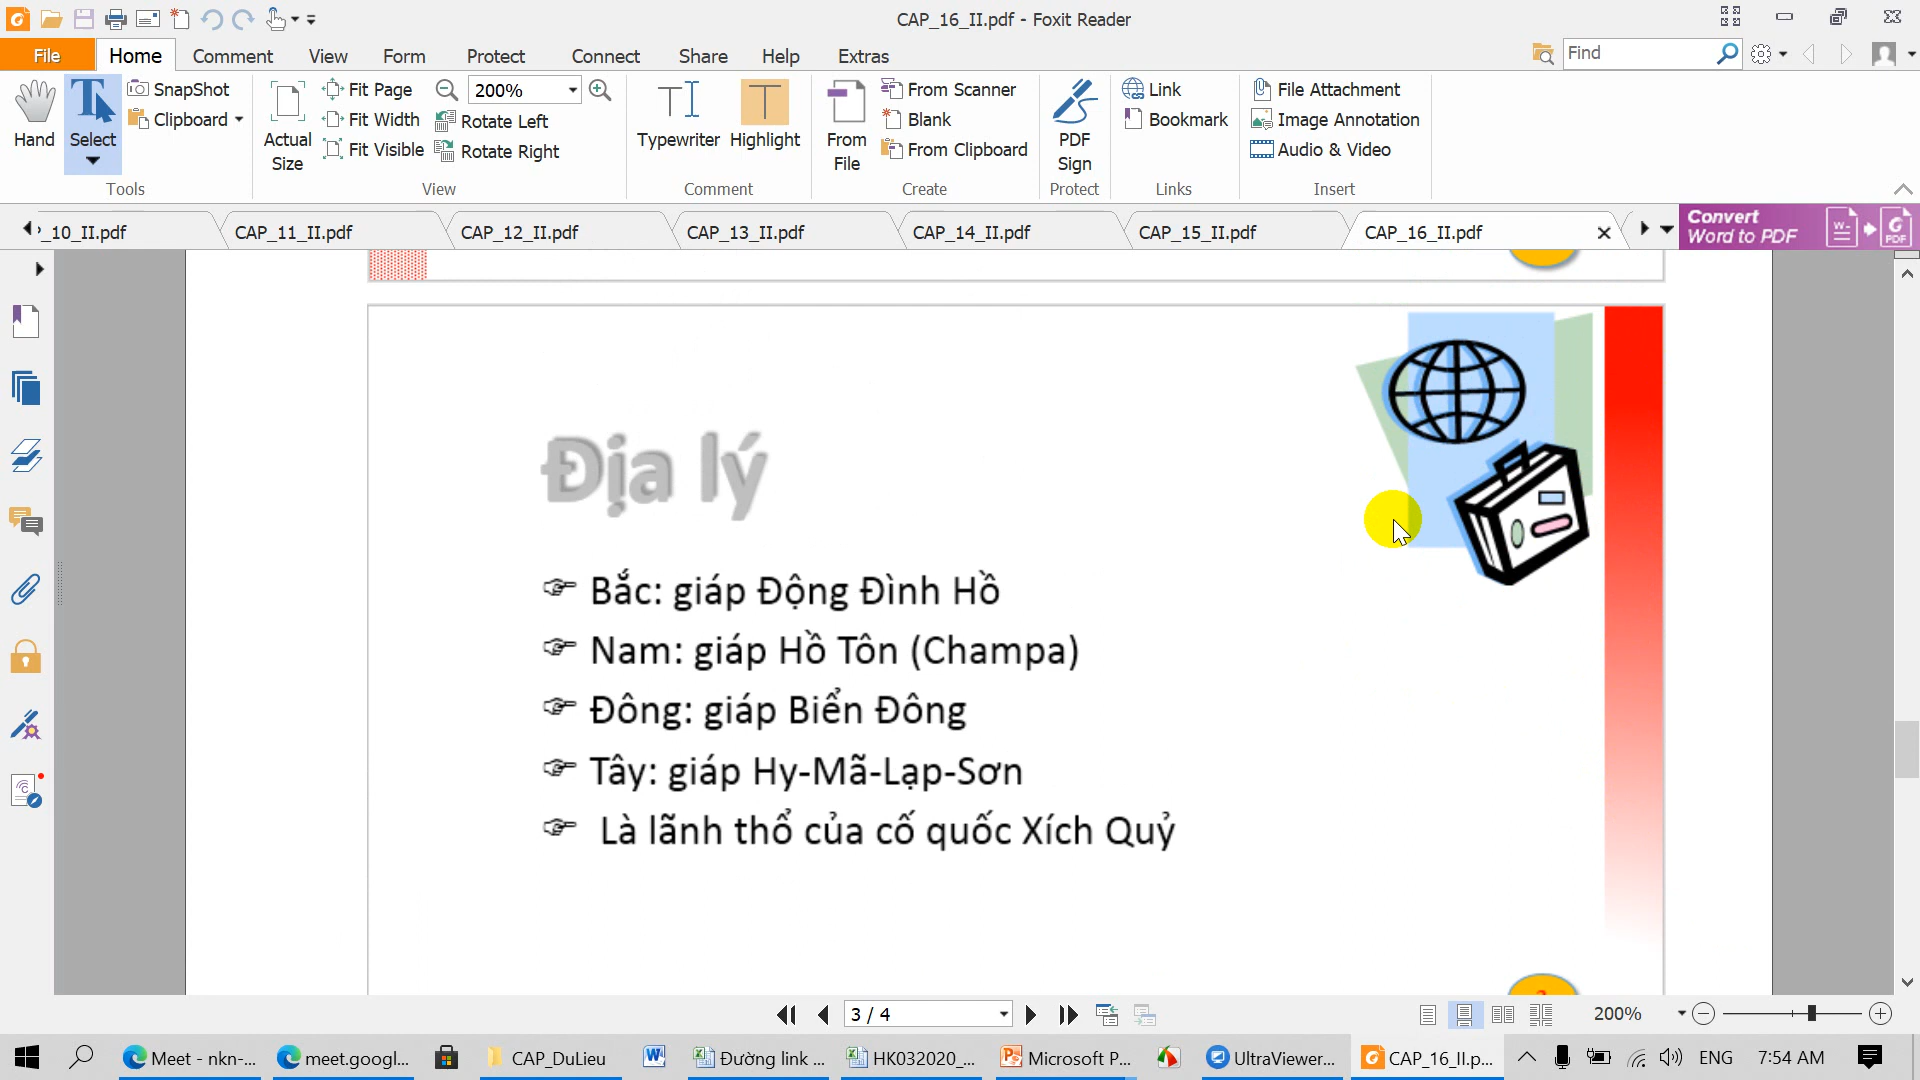 CAP_16_II.pdf - Foxit Reader
File
Home
Comment
View
Form
Protect
Connect
Share
Help
Extras
Find
Hand
Select
SnapShot
Clipboard
Tools
Actual Size
Fit Page
Fit Width
Fit Visible
200%
Rotate Left
Rotate Right
View
Typewriter
Highlight
Comment
From File
From Scanner
Blank
From Clipboard
Create
PDF Sign
Protect
Link
Bookmark
Links
File Attachment
Image Annotation
Audio & Video
Insert
_10_II.pdf
CAP_11_II.pdf
CAP_12_II.pdf
CAP_13_II.pdf
CAP_14_II.pdf
CAP_15_II.pdf
CAP_16_II.pdf
Convert
Word to PDF
PDF
Địa lý
Bắc: giáp Động Đình Hồ
Nam: giáp Hồ Tôn (Champa)
Đông: giáp Biển Đông
Tây: giáp Hy-Mã-Lạp-Sơn
Là lãnh thổ của cố quốc Xích Quỷ
3 / 4
200%
Meet - nkn-...
meet.googl...
CAP_DuLieu
Đường link ...
HK032020_...
Microsoft P...
UltraViewer...
CAP_16_II.p...
ENG
7:54 AM